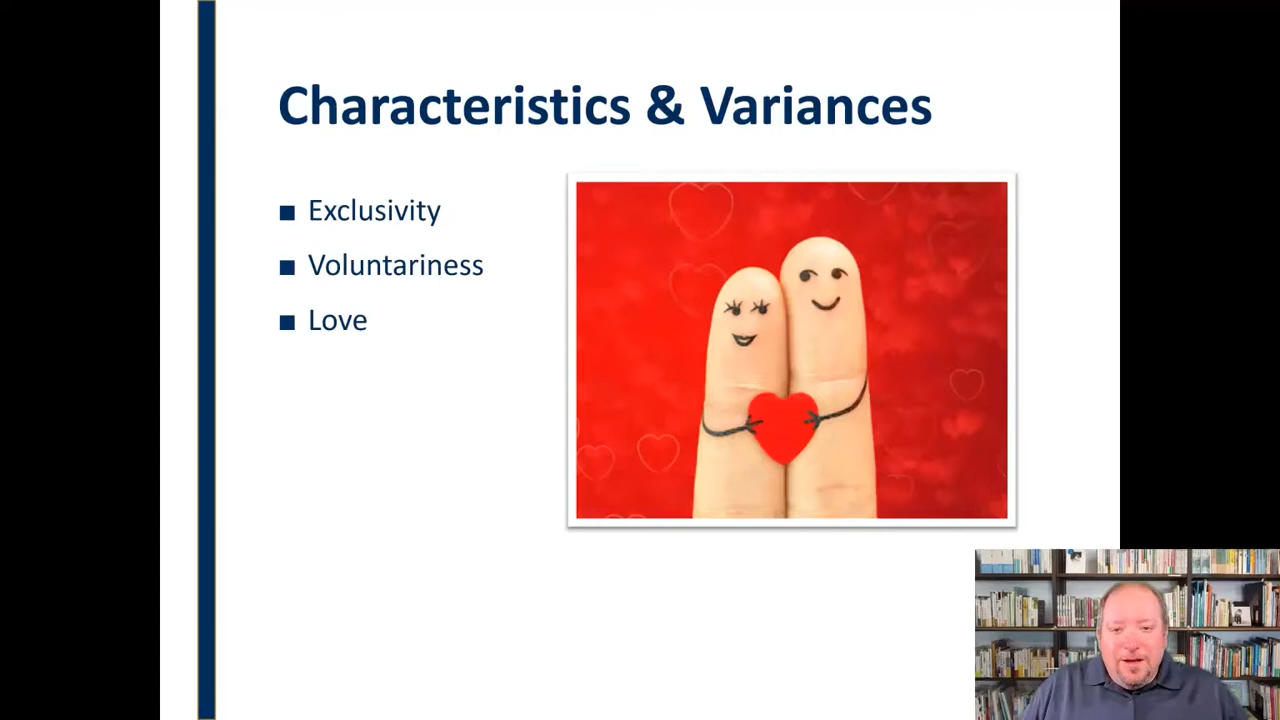 Characteristics & Variances
Exclusivity
Voluntariness
Love